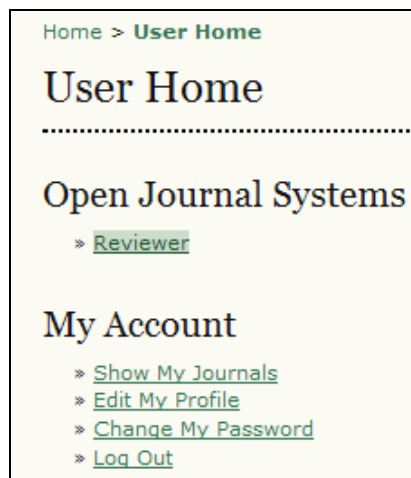 Home > User Home
User Home
Open Journal Systems
» Reviewer
My Account
» Show My Journals
» Edit My Profile
» Change My Password
» Log Out